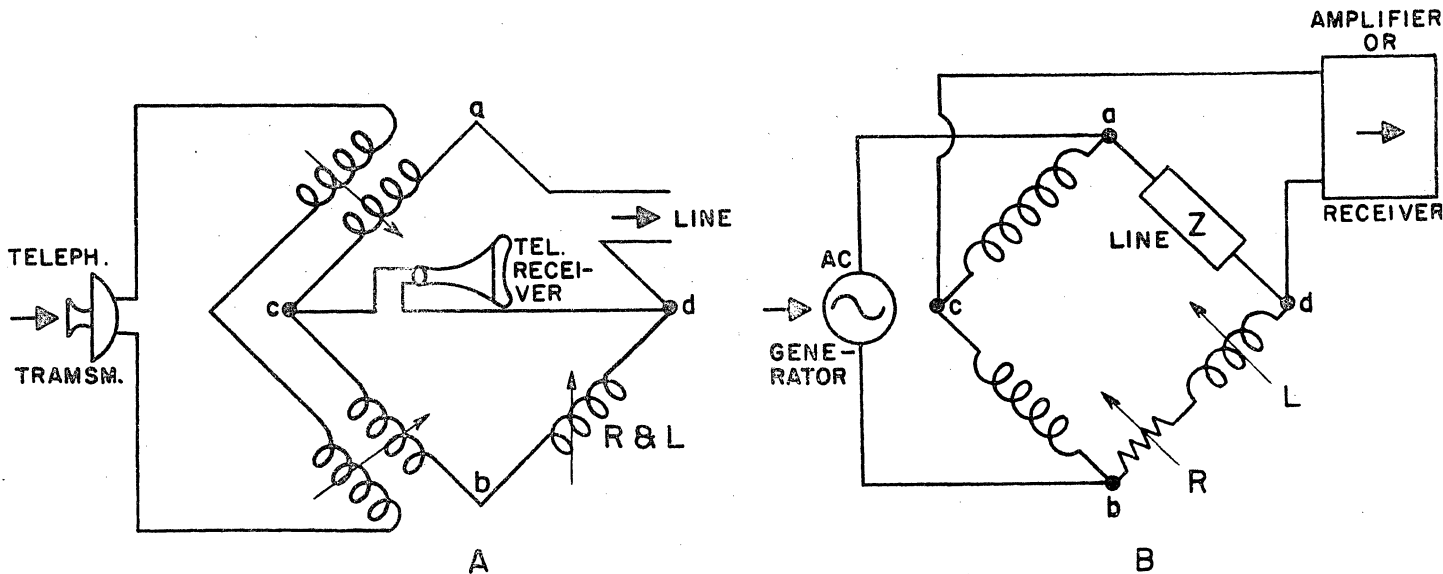 TELEPH.
TRAMSM.
a
LINE
TEL.
RECEI-
VER
c
d
R & L
b
A
AMPLIFIER
OR
RECEIVER
a
LINE
Z
AC
GENE-
RATOR
c
d
L
R
b
B